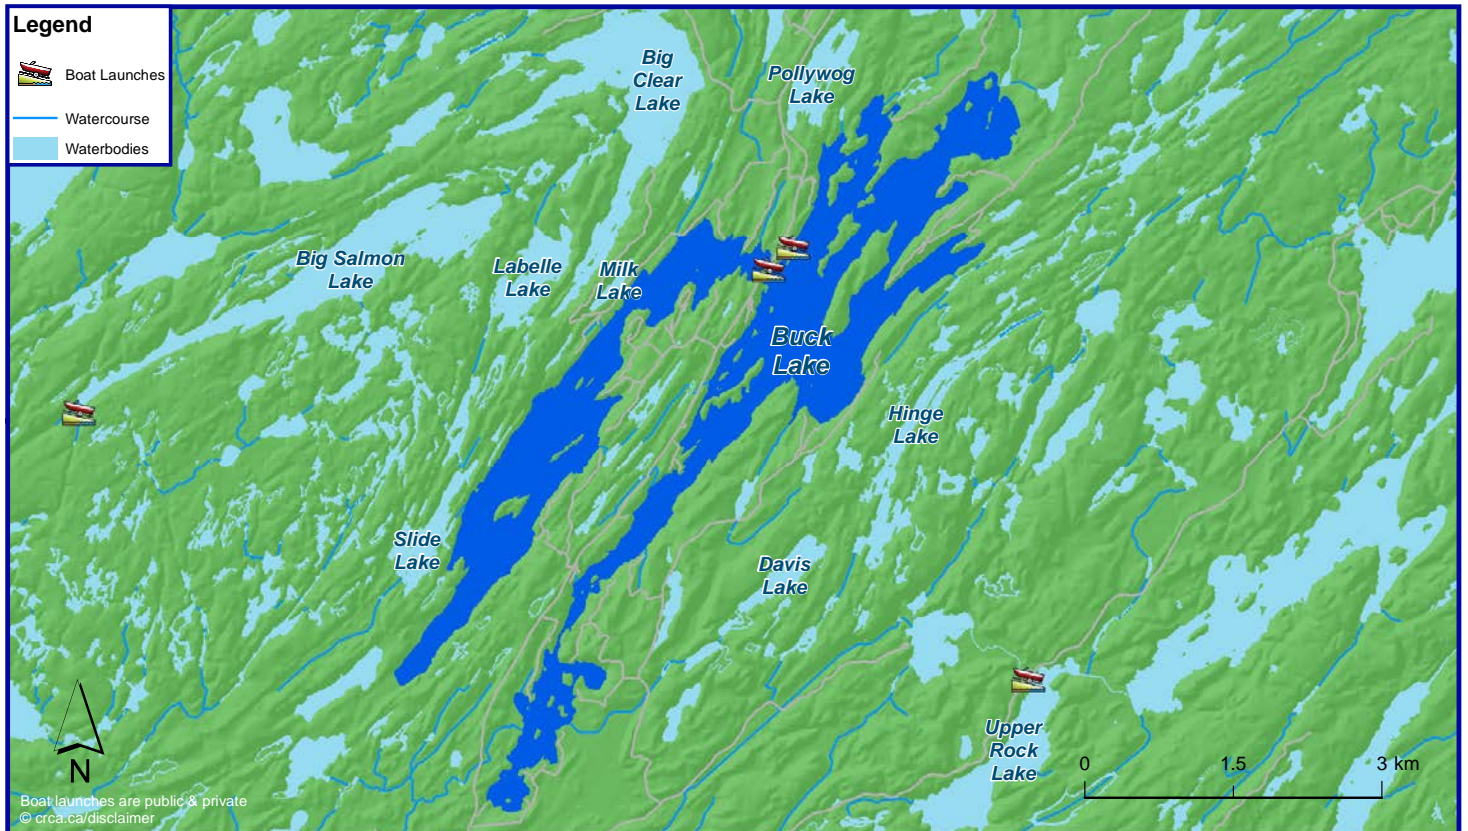 Legend
Boat Launches
Watercourse
Waterbodies
Big
Clear
Lake
Pollywog
Lake
Big Salmon
Lake
Labelle
Lake
Milk
Lake
Buck
Lake
Hinge
Lake
Slide
Lake
Davis
Lake
Upper
Rock
Lake
N
0 1.5 3 km
Boat launches are public & private
© crca.ca/disclaimer